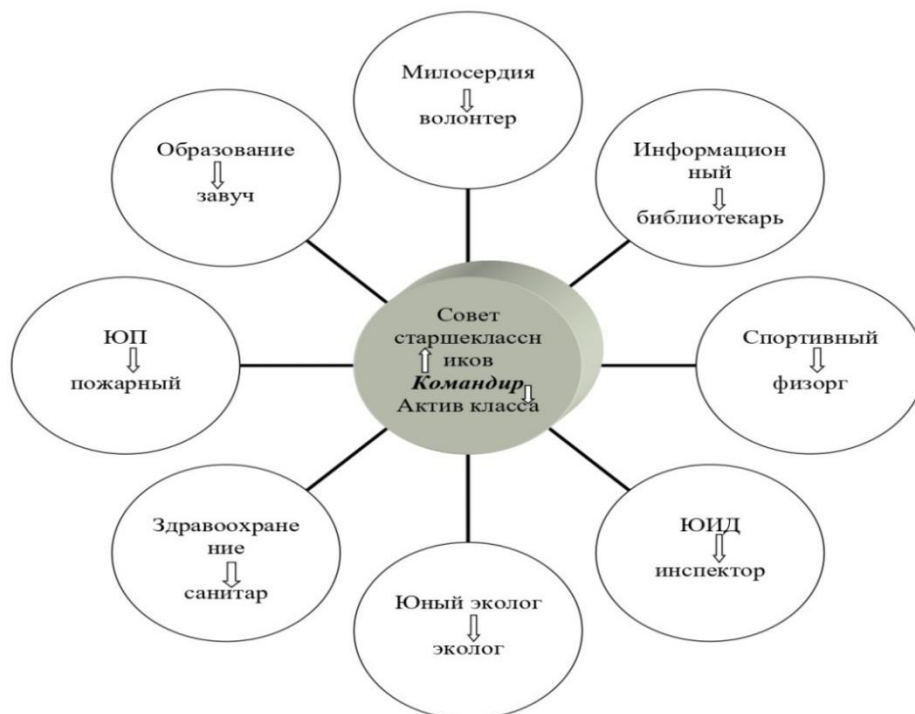 Милосердия
волонтер
Образование
завуч
Информацион
ный
библиотекарь
ЮП
пожарный
Совет
старшеклассн
иков
Командир
Актив класса
Спортивный
физорг
Здравоохране
ние
санитар
ЮИД
инспектор
Юный эколог
эколог